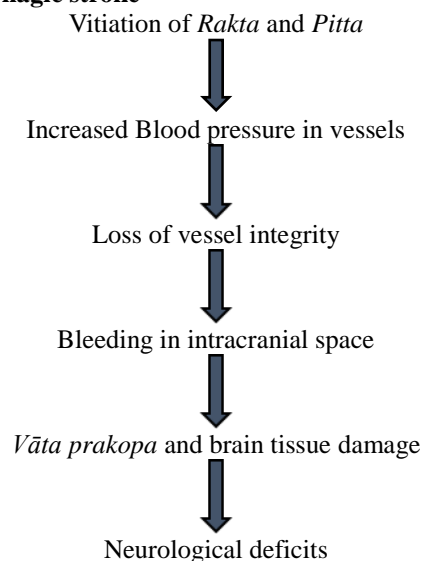 Vitiation of Rakta and Pitta
Increased Blood pressure in vessels
Loss of vessel integrity
Bleeding in intracranial space
Vāta prakopa and brain tissue damage
Neurological deficits